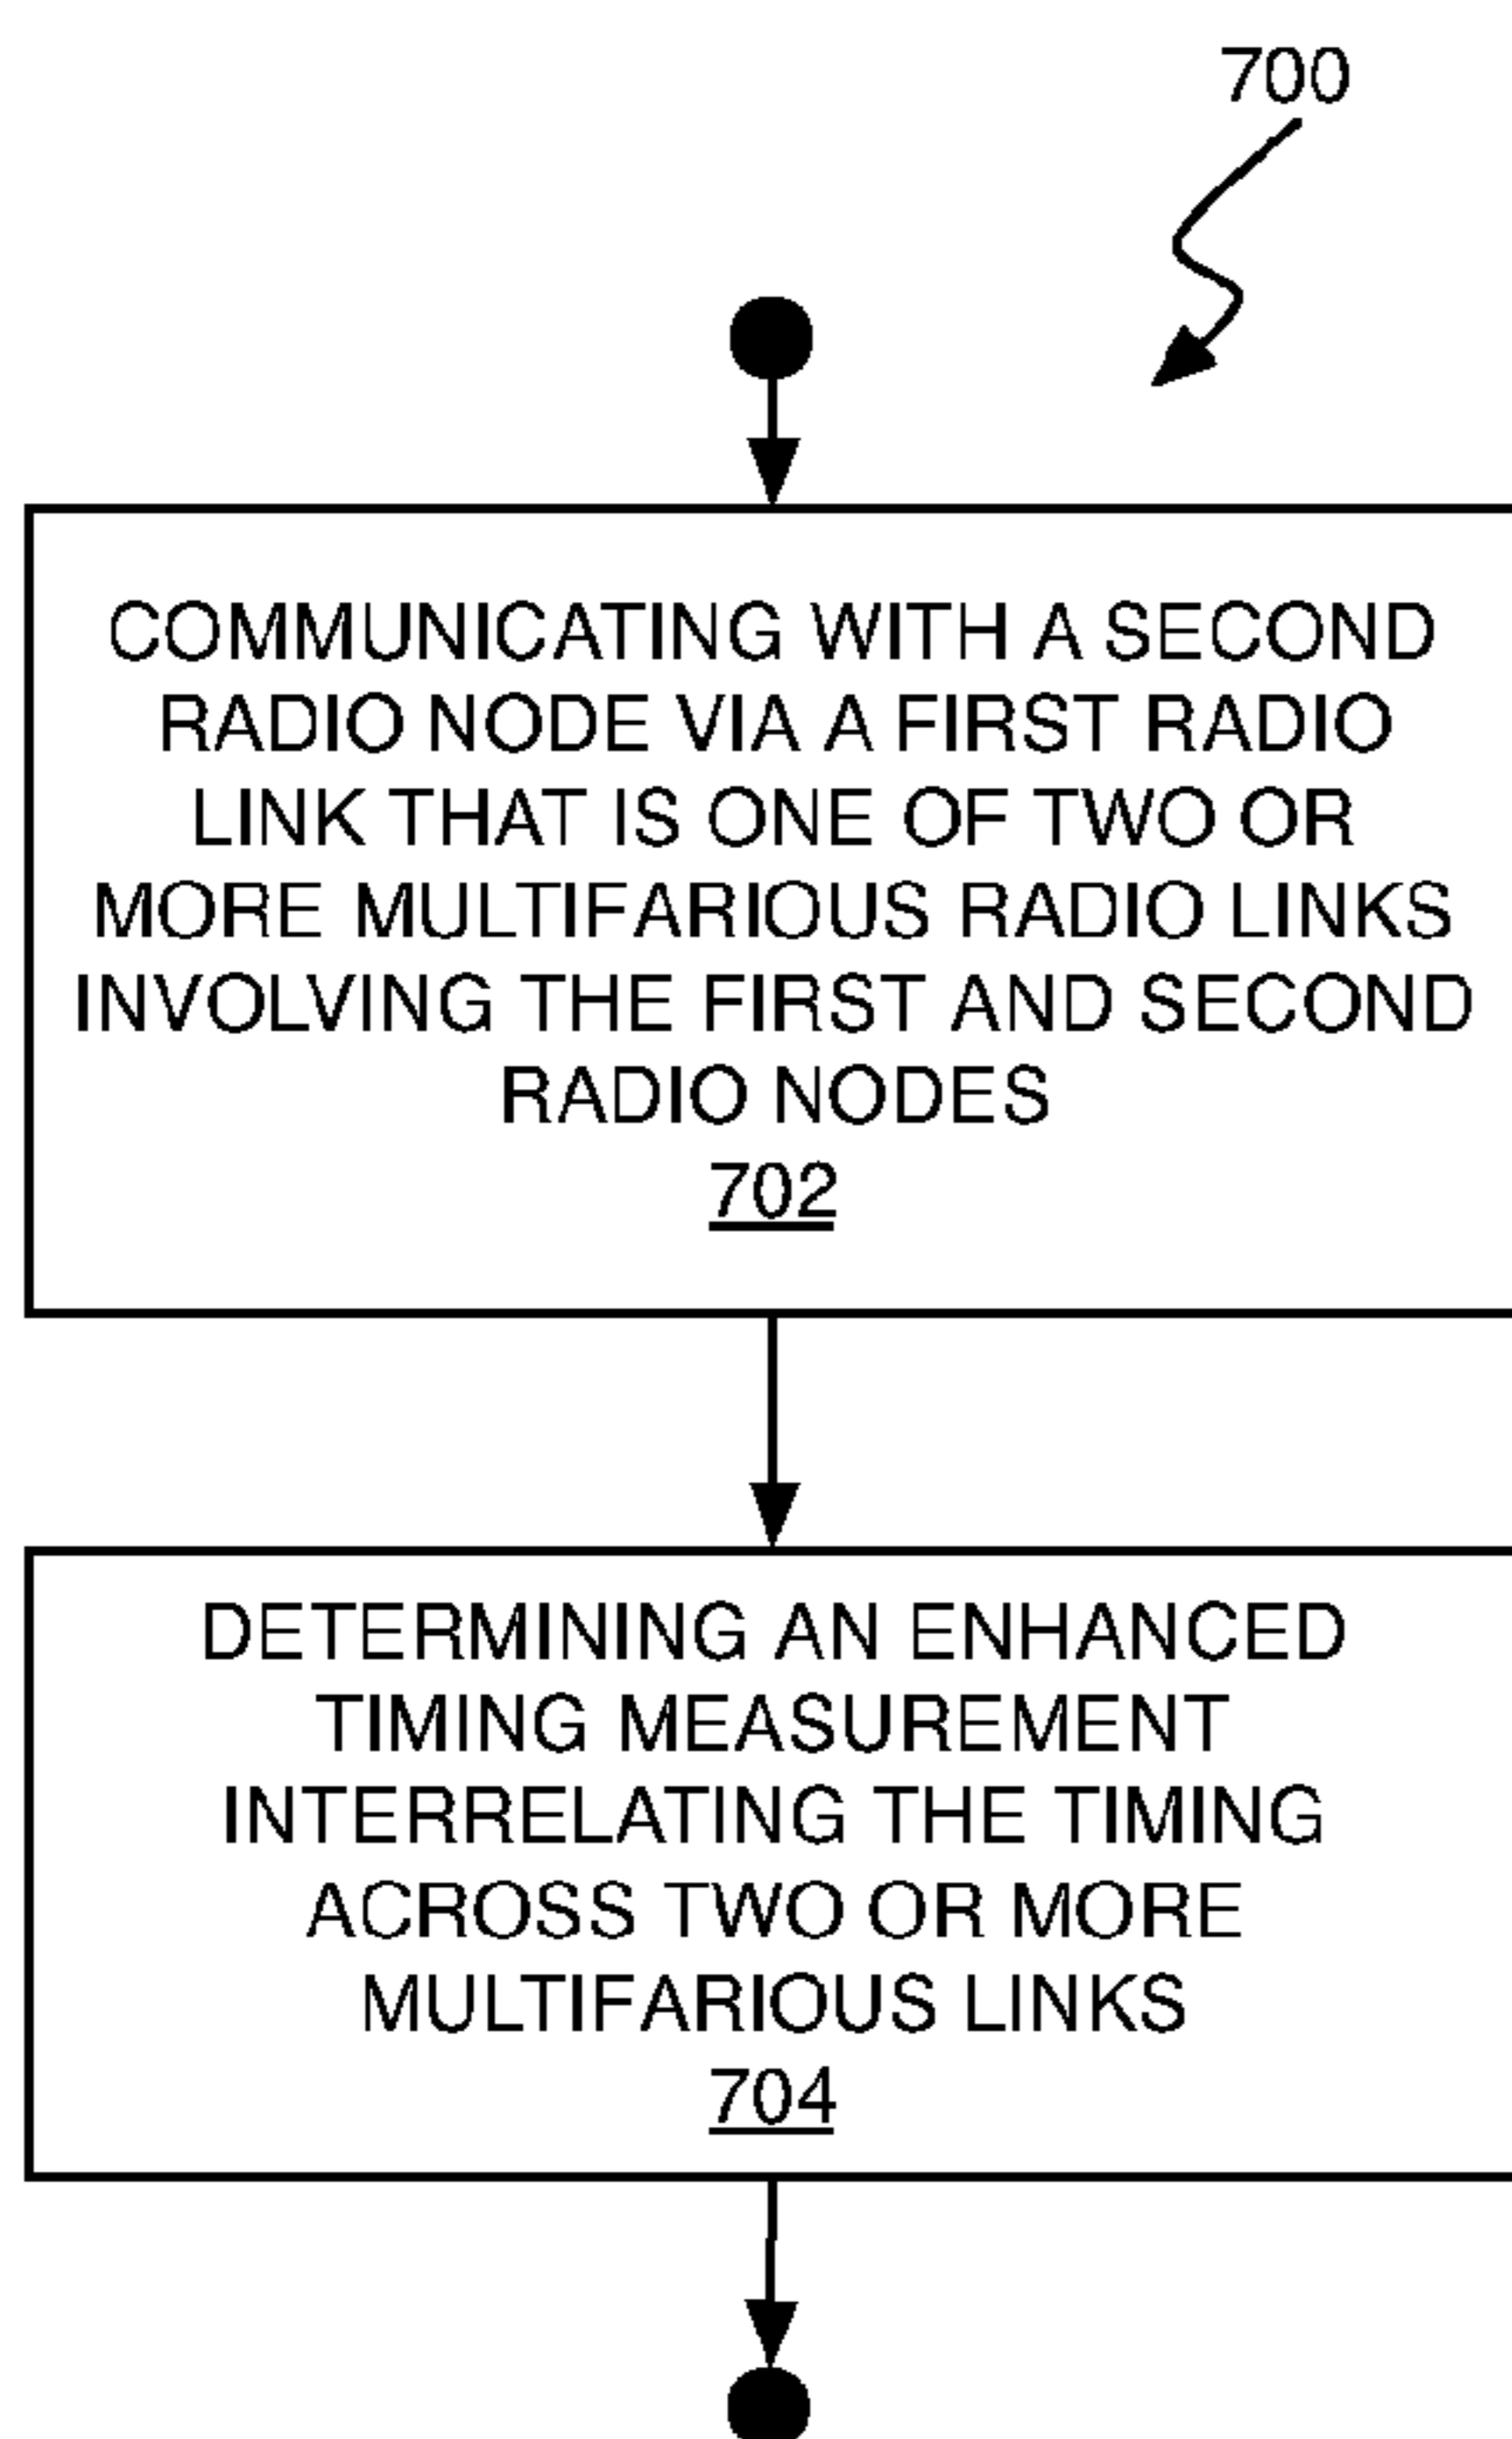 700
COMMUNICATING WITH A SECOND
RADIO NODE VIA A FIRST RADIO
LINK THAT IS ONE OF TWO OR
MORE MULTIFARIOUS RADIO LINKS
INVOLVING THE FIRST AND SECOND
RADIO NODES
702
DETERMINING AN ENHANCED
TIMING MEASUREMENT
INTERRELATING THE TIMING
ACROSS TWO OR MORE
MULTIFARIOUS LINKS
704